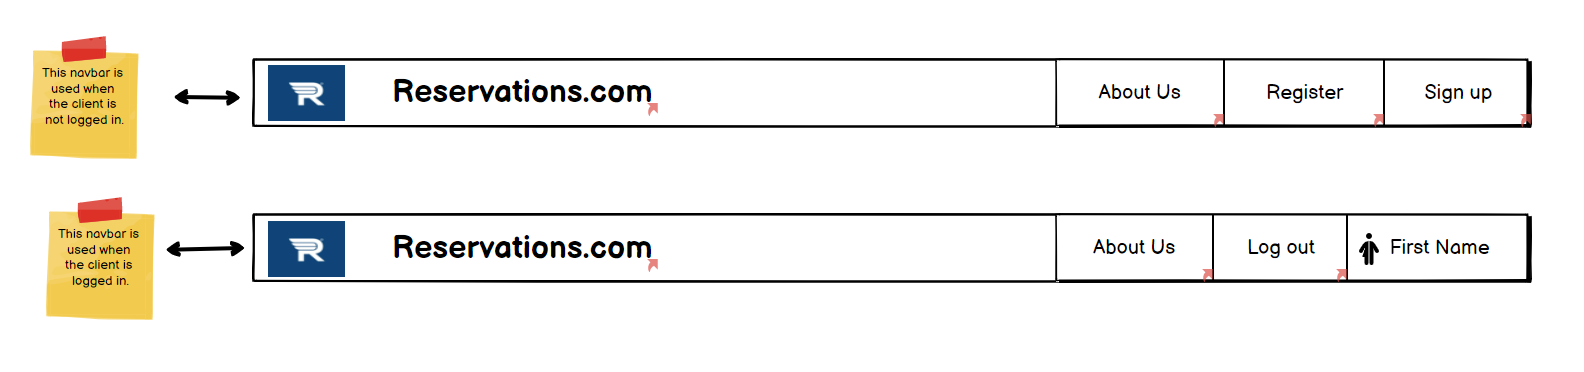 This navbar is
used when
the client is
not logged in.
R
Reservations.com
About Us
Register
Sign up
This navbar is
used when
the client is
logged in.
R
Reservations.com
About Us
Log out
First Name